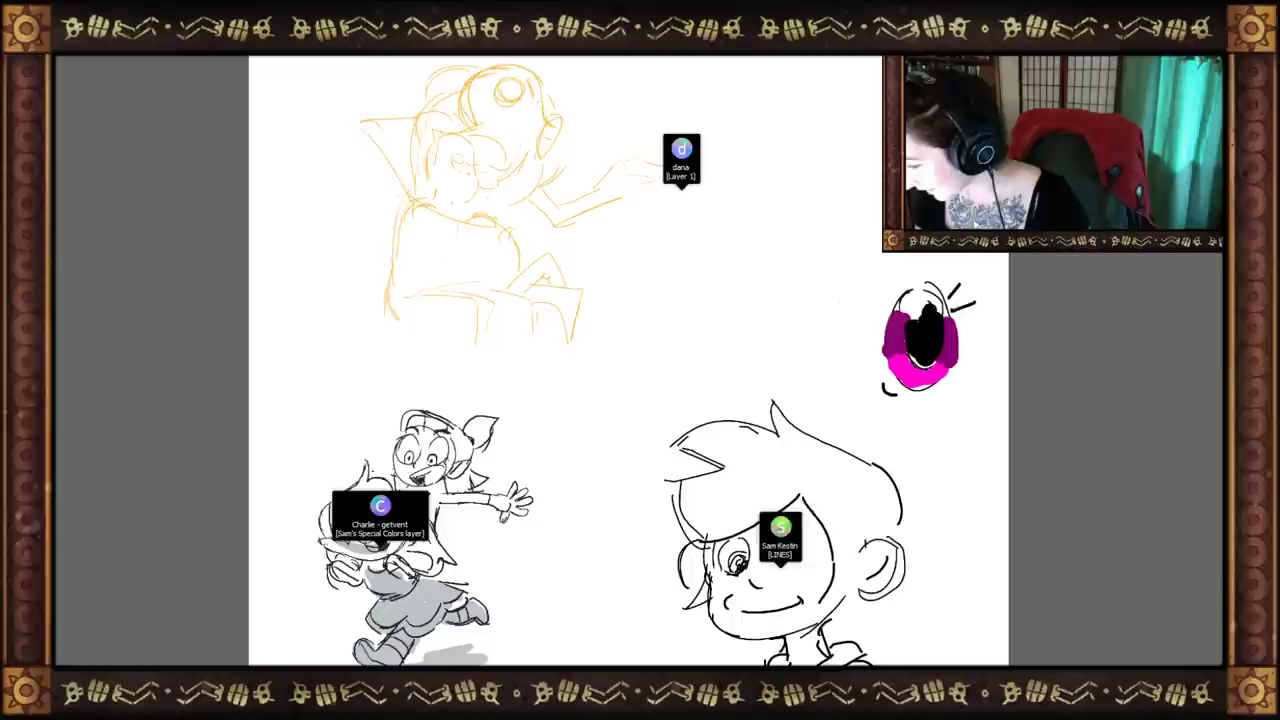 d
dana
[Layer 1]
C
Charlie - getvent
[Sam's Special Colors layer]
S
Sam Kestin
[LINES]